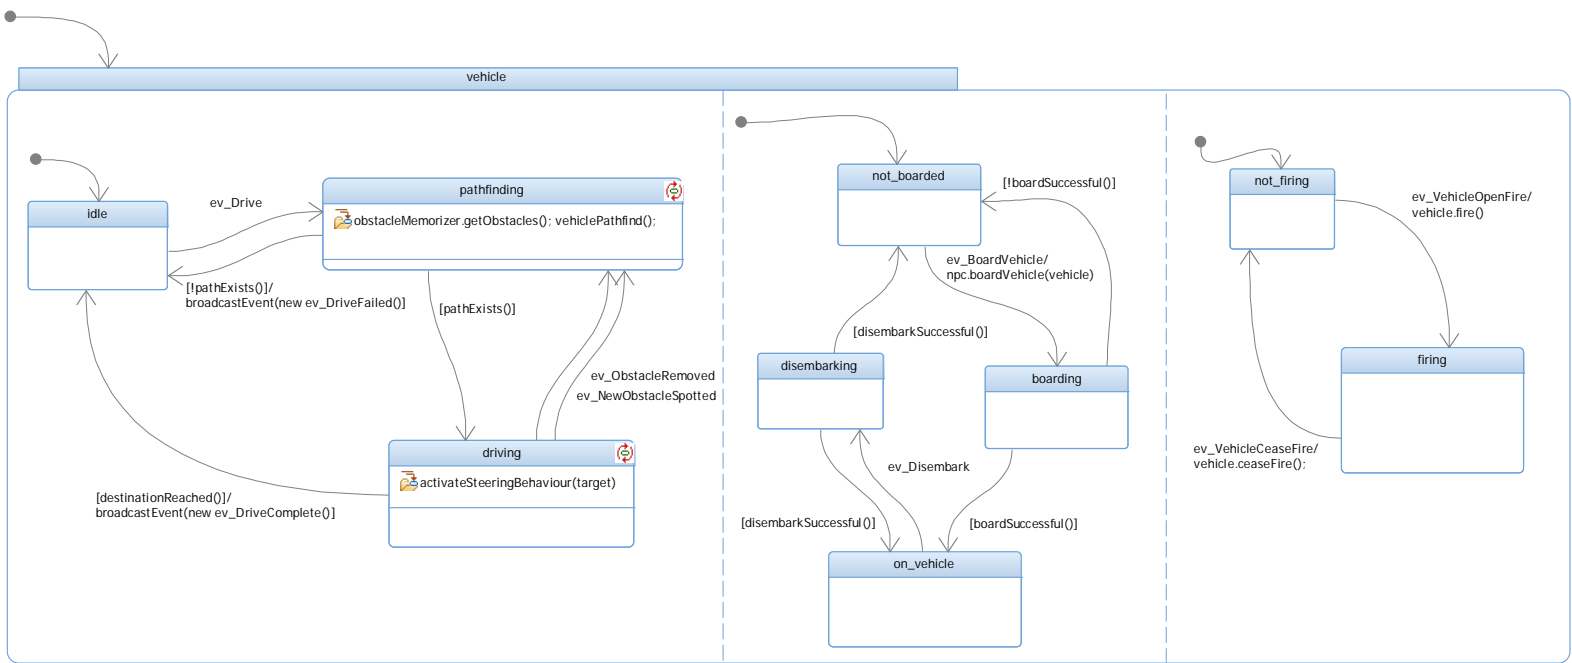 vehicle
idle
ev_Drive
pathfinding
obstacleMemorizer.getObstacles(); vehiclePathfind();
[!pathExists()]/
broadcastEvent(new ev_DriveFailed()]
[pathExists()]
ev_ObstacleRemoved
ev_NewObstacleSpotted
driving
activateSteeringBehaviour(target)
[destinationReached()]/
broadcastEvent(new ev_DriveComplete()]
not_boarded
[!boardSuccessful()]
ev_BoardVehicle/
npc.boardVehicle(vehicle)
[disembarkSuccessful()]
disembarking
boarding
ev_Disembark
[disembarkSuccessful()]
[boardSuccessful()]
on_vehicle
not_firing
ev_VehicleOpenFire/
vehicle.fire()
firing
ev_VehicleCeaseFire/
vehicle.ceaseFire();